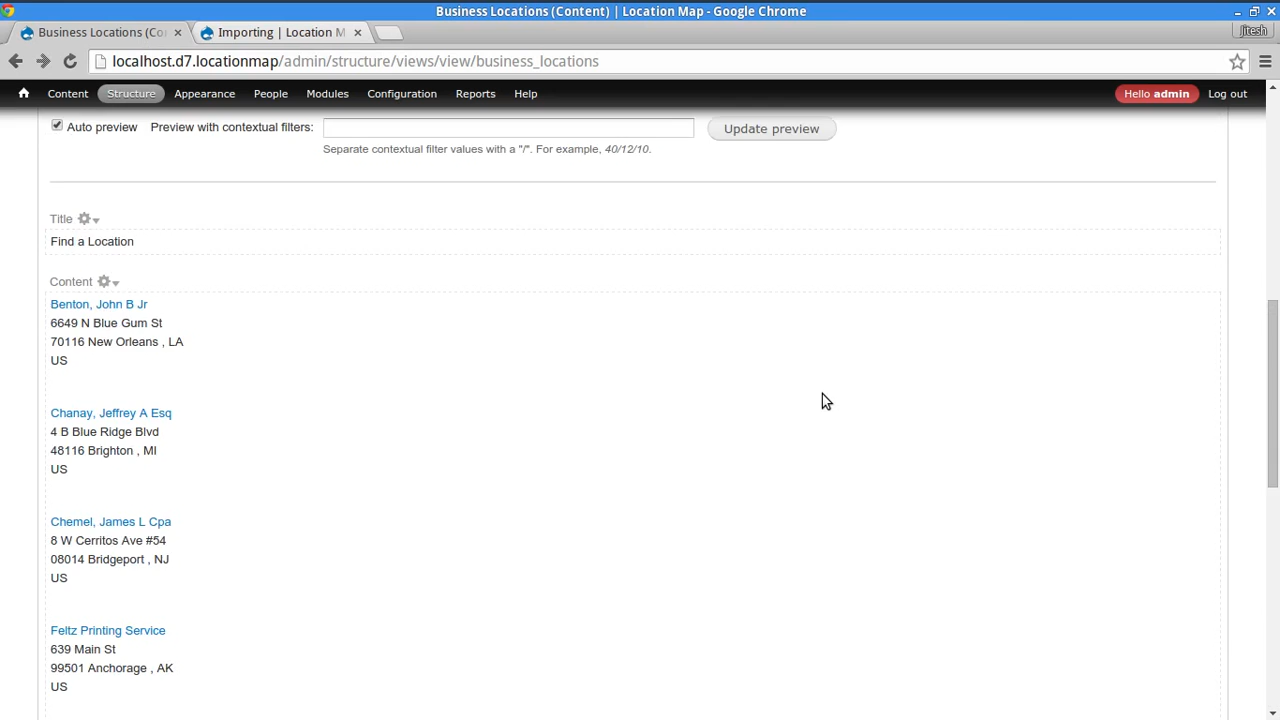 Business Locations (Content) | Location Map - Google Chrome
Business Locations (Co
Importing | Location M
jitesh
localhost.d7.locationmap/admin/structure/views/view/business_locations
Content Structure Appearance People Modules Configuration Reports Help Hello admin Log out
Auto preview Preview with contextual filters: Update preview
Separate contextual filter values with a "/". For example, 40/12/10.
Title
Find a Location
Content
Benton, John B Jr
6649 N Blue Gum St
70116 New Orleans , LA
US
Chanay, Jeffrey A Esq
4 B Blue Ridge Blvd
48116 Brighton , MI
US
Chemel, James L Cpa
8 W Cerritos Ave #54
08014 Bridgeport , NJ
US
Feltz Printing Service
639 Main St
99501 Anchorage , AK
US